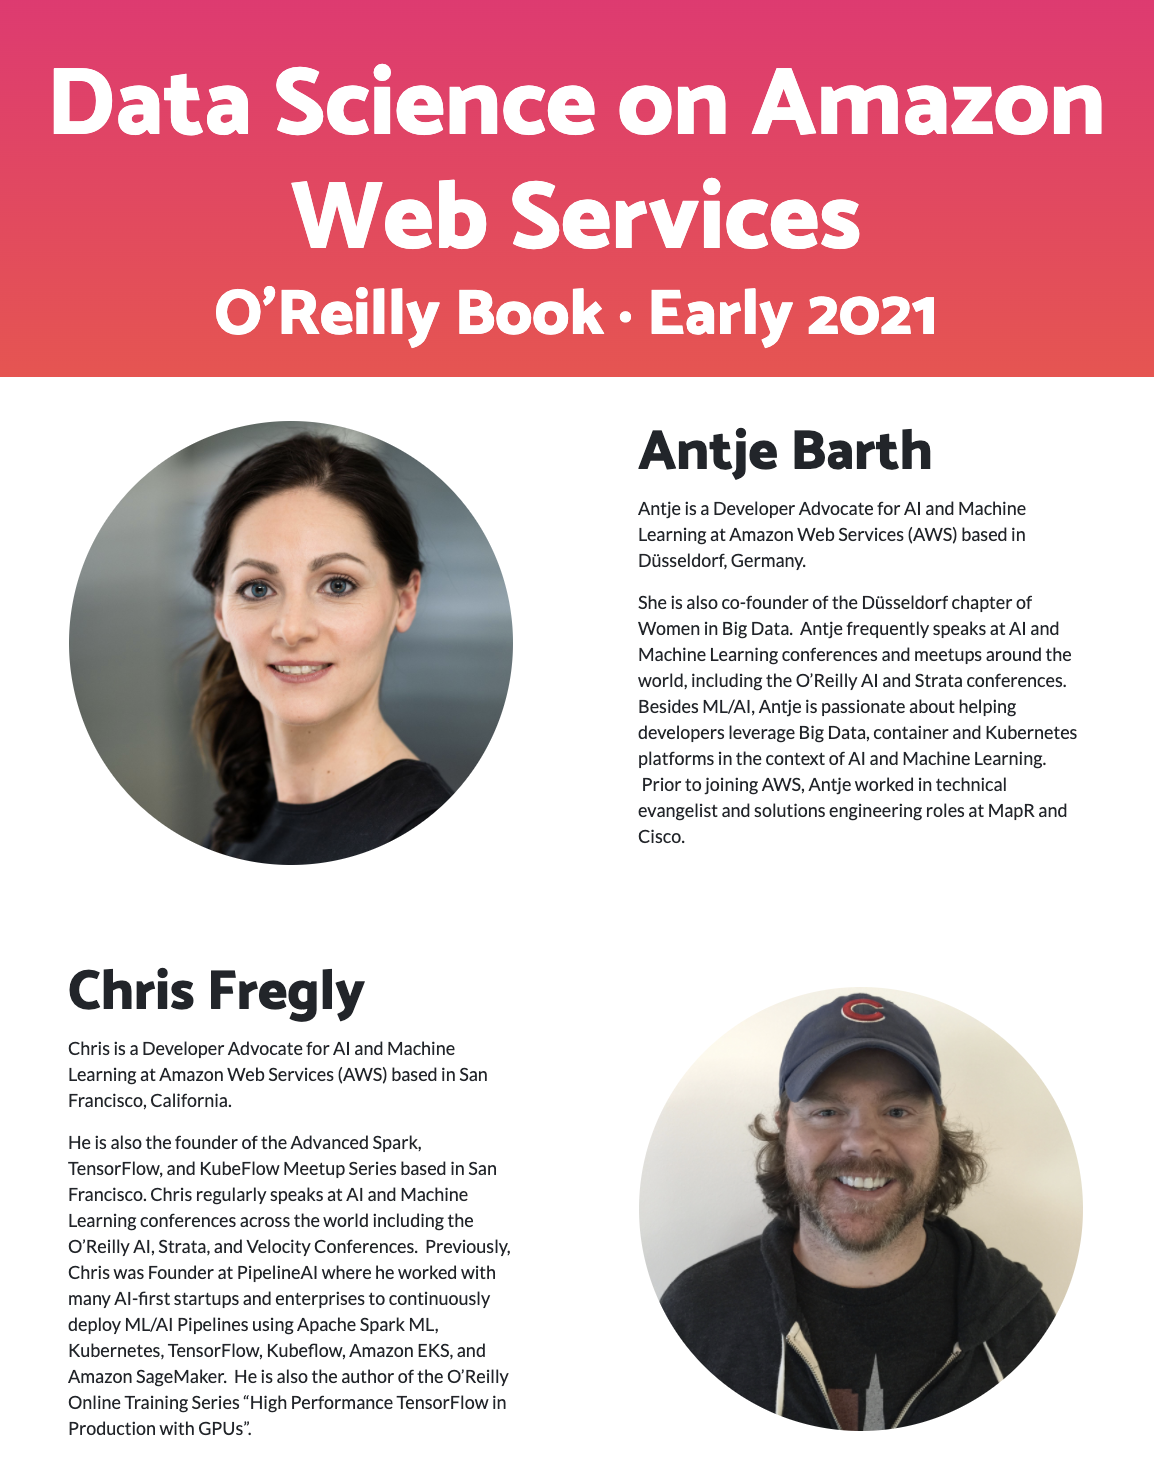 Data Science on Amazon
Web Services
O’Reilly Book · Early 2021
Antje Barth
Antje is a Developer Advocate for AI and Machine
Learning at Amazon Web Services (AWS) based in
Düsseldorf, Germany.
She is also co-founder of the Düsseldorf chapter of
Women in Big Data.  Antje frequently speaks at AI and
Machine Learning conferences and meetups around the
world, including the O’Reilly AI and Strata conferences.
Besides ML/AI, Antje is passionate about helping
developers leverage Big Data, container and Kubernetes
platforms in the context of AI and Machine Learning.
Prior to joining AWS, Antje worked in technical
evangelist and solutions engineering roles at MapR and
Cisco.
Chris Fregly
Chris is a Developer Advocate for AI and Machine
Learning at Amazon Web Services (AWS) based in San
Francisco, California.
He is also the founder of the Advanced Spark,
TensorFlow, and KubeFlow Meetup Series based in San
Francisco. Chris regularly speaks at AI and Machine
Learning conferences across the world including the
O’Reilly AI, Strata, and Velocity Conferences.  Previously,
Chris was Founder at PipelineAI where he worked with
many AI-first startups and enterprises to continuously
deploy ML/AI Pipelines using Apache Spark ML,
Kubernetes, TensorFlow, Kubeflow, Amazon EKS, and
Amazon SageMaker.  He is also the author of the O’Reilly
Online Training Series “High Performance TensorFlow in
Production with GPUs”.
C